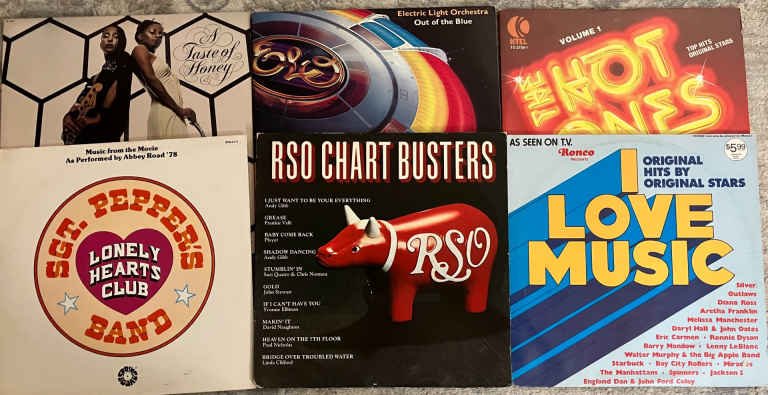 A
Taste of
Honey
Electric Light Orchestra
Out of the Blue
ELO
K
KTEL
VOLUME 1
TOP HITS
ORIGINAL STARS
THE
HOT
ONES
Music from the Movie
As Performed by Abbey Road '78
SGT. PEPPER'S
LONELY
HEARTS
CLUB
BAND
RSO CHART BUSTERS
I JUST WANT TO BE YOUR EVERYTHING
Andy Gibb
GREASE
Frankie Valli
BABY COME BACK
Player
SHADOW DANCING
Andy Gibb
STUMBLIN' IN
Suzi Quatro & Chris Norman
GOLD
John Stewart
IF I CAN'T HAVE YOU
Yvonne Elliman
MAKIN' IT
David Naughton
HEAVEN ON THE 7TH FLOOR
Paul Nicholas
BRIDGE OVER TROUBLED WATER
Linda Clifford
RSO
AS SEEN ON T.V.
Ronco
PRESENTS
$5.99
I
ORIGINAL
HITS BY
ORIGINAL STARS
LOVE
MUSIC
Silver
Outlaws
Diana Ross
Aretha Franklin
Melissa Manchester
Daryl Hall & John Oates
Eric Carmen • Ronnie Dyson
Barry Manilow • Lenny LeBlanc
Walter Murphy & the Big Apple Band
Starbuck • Bay City Rollers • Miracles
The Manhattans • Spinners • Jackson 5
England Dan & John Ford Coley